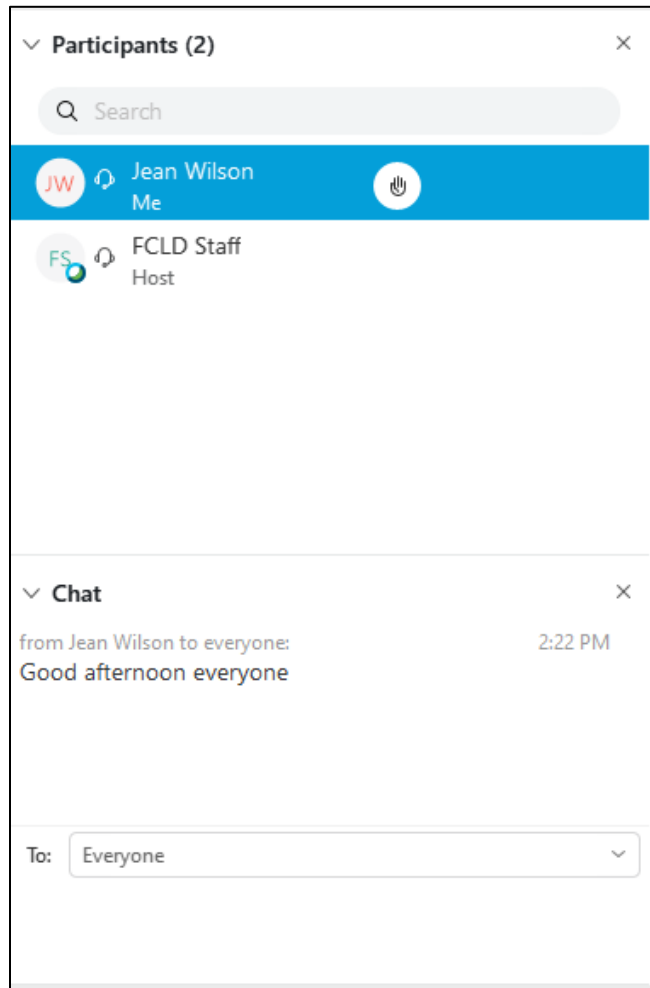 Participants (2)
Search
JW
Jean Wilson
Me
FS
FCLD Staff
Host
Chat
from Jean Wilson to everyone: 2:22 PM
Good afternoon everyone
To: Everyone